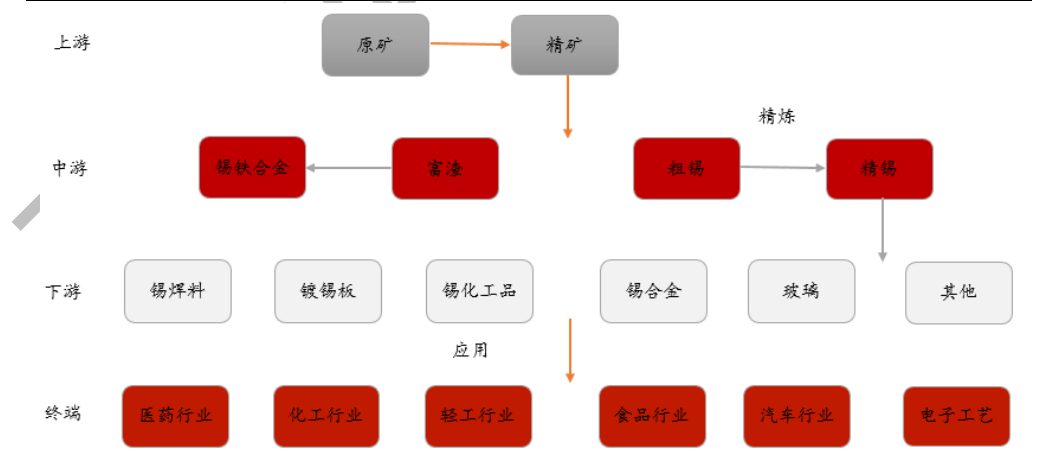 上游
原矿
精矿
精炼
中游
锡铁合金
富渣
粗锡
精锡
下游
锡焊料
镀锡板
锡化工品
锡合金
玻璃
其他
应用
终端
医药行业
化工行业
轻工行业
食品行业
汽车行业
电子工艺